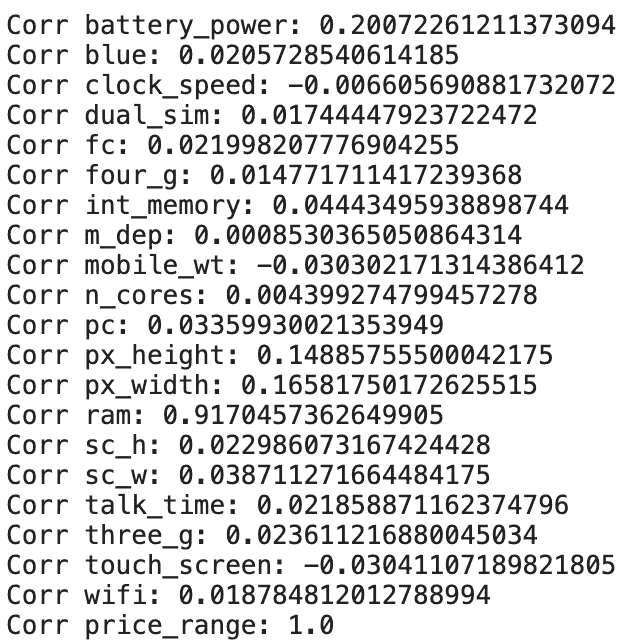 Corr battery_power: 0.20072261211373094
Corr blue: 0.0205728540614185
Corr clock_speed: -0.006605690881732072
Corr dual_sim: 0.01744447923722472
Corr fc: 0.021998207776904255
Corr four_g: 0.014771711417239368
Corr int_memory: 0.04443495938898744
Corr m_dep: 0.0008530365050864314
Corr mobile_wt: -0.030302171314386412
Corr n_cores: 0.004399274799457278
Corr pc: 0.03359930021353949
Corr px_height: 0.14885755500042175
Corr px_width: 0.16581750172625515
Corr ram: 0.9170457362649905
Corr sc_h: 0.022986073167424428
Corr sc_w: 0.038711271664484175
Corr talk_time: 0.021858871162374796
Corr three_g: 0.023611216880045034
Corr touch_screen: -0.03041107189821805
Corr wifi: 0.018784812012788994
Corr price_range: 1.0